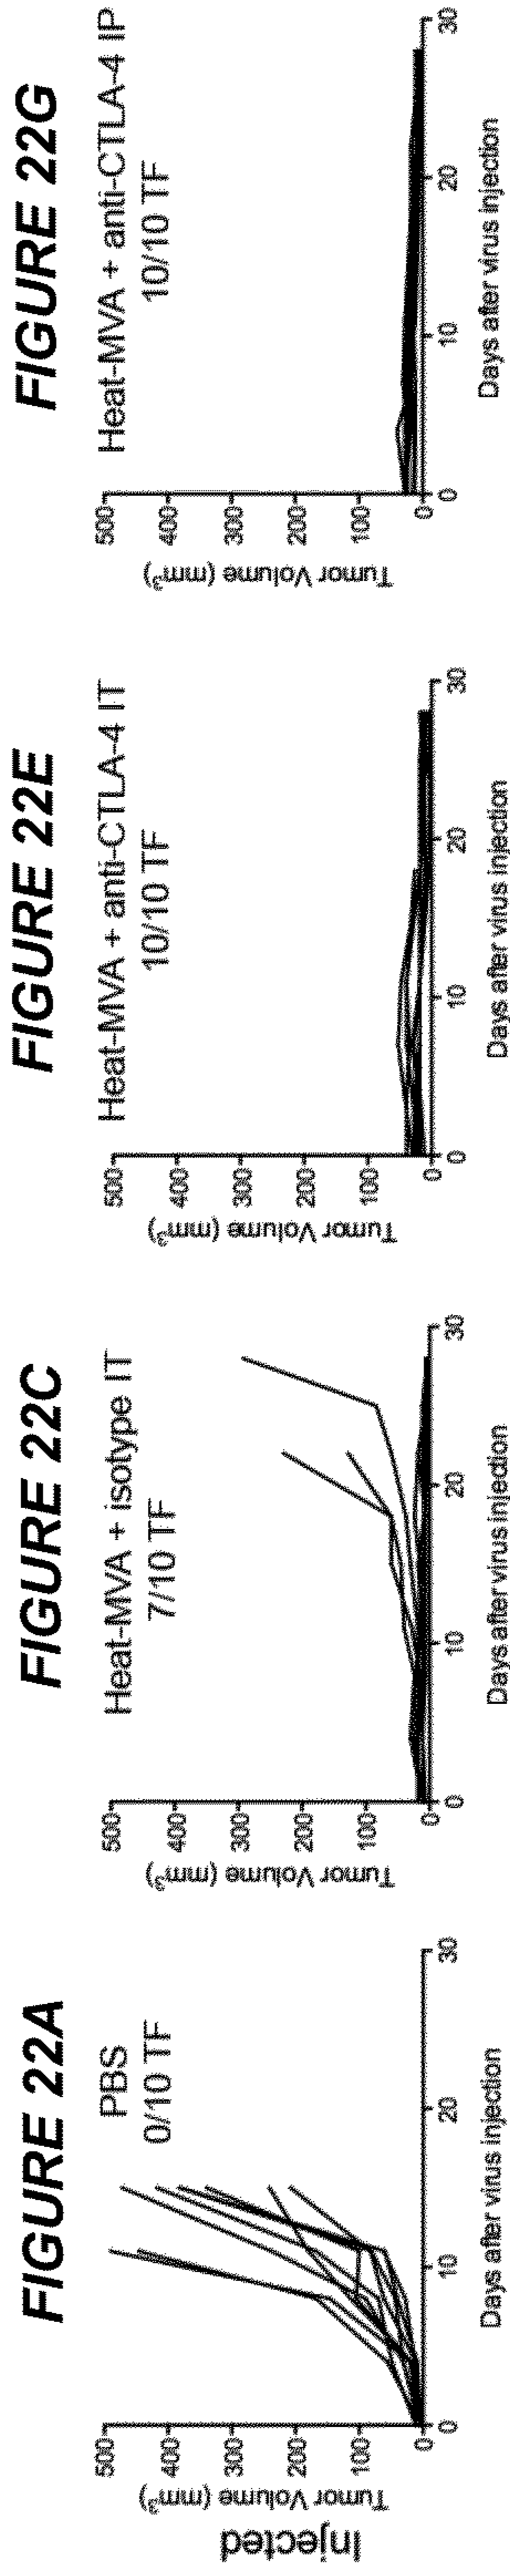 FIGURE 22A
PBS
0/10 TF
Injected
Tumor Volume (mm³)
500
400
300
200
100
0
0
10
20
30
Days after virus injection
FIGURE 22C
Heat-MVA + isotype IT
7/10 TF
Tumor Volume (mm³)
500
400
300
200
100
0
0
10
20
30
Days after virus injection
FIGURE 22E
Heat-MVA + anti-CTLA-4 IT
10/10 TF
Tumor Volume (mm³)
500
400
300
200
100
0
0
10
20
30
Days after virus injection
FIGURE 22G
Heat-MVA + anti-CTLA-4 IP
10/10 TF
Tumor Volume (mm³)
500
400
300
200
100
0
0
10
20
30
Days after virus injection